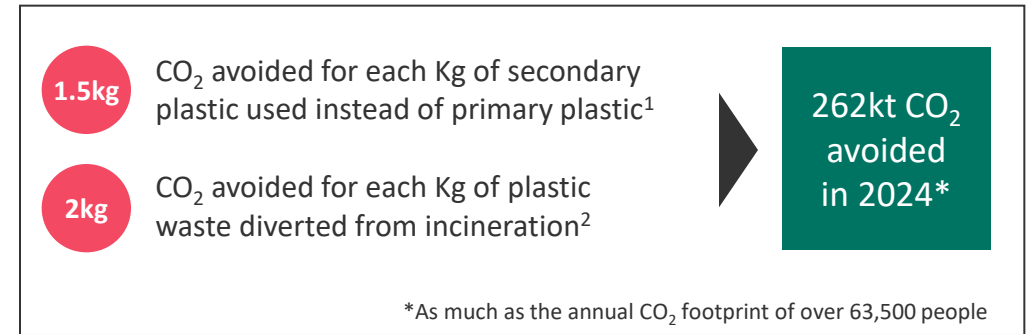 1.5kg
CO₂ avoided for each Kg of secondary
plastic used instead of primary plastic¹
2kg
CO₂ avoided for each Kg of plastic
waste diverted from incineration²
262kt CO₂
avoided
in 2024*
*As much as the annual CO₂ footprint of over 63,500 people